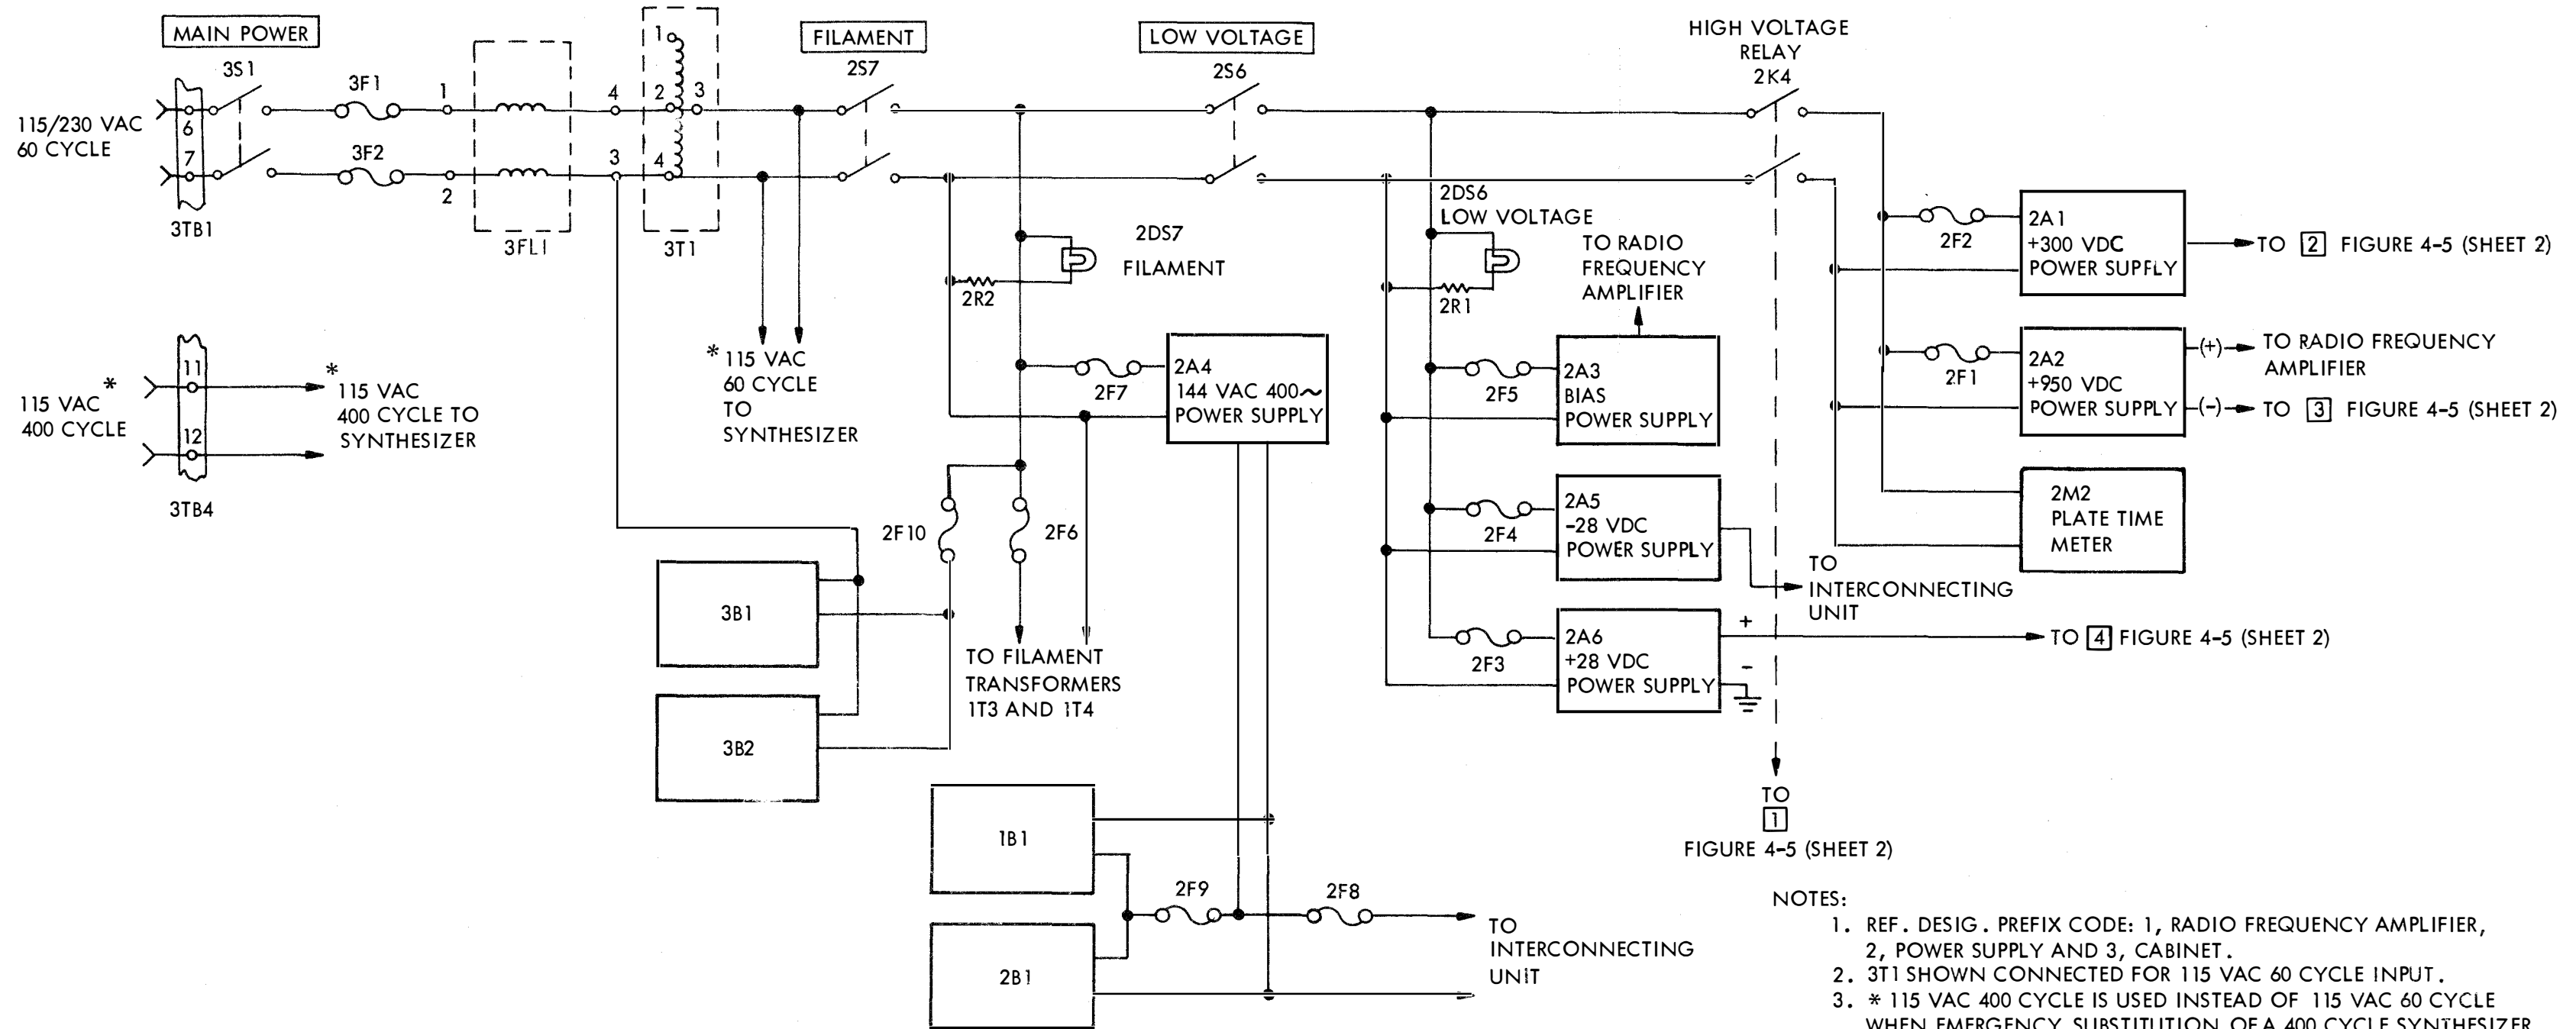 MAIN POWER
3S1
115/230 VAC
60 CYCLE
6
7
3TB1
3F1
3F2
1
2
3FL1
4
3
1
2
3
4
3T1
FILAMENT
2S7
LOW VOLTAGE
2S6
HIGH VOLTAGE
RELAY
2K4
* 115 VAC
60 CYCLE
TO
SYNTHESIZER
115 VAC *
400 CYCLE
11
12
3TB4
*
115 VAC
400 CYCLE TO
SYNTHESIZER
2DS7
FILAMENT
2R2
2F7
2A4
144 VAC 400~
POWER SUPPLY
2F10
2F6
TO FILAMENT
TRANSFORMERS
1T3 AND 1T4
3B1
3B2
1B1
2B1
2F9
2F8
TO
INTERCONNECTING
UNIT
2DS6
LOW VOLTAGE
2R1
TO RADIO
FREQUENCY
AMPLIFIER
2F5
2A3
BIAS
POWER SUPPLY
2F4
2A5
-28 VDC
POWER SUPPLY
TO
INTERCONNECTING
UNIT
2F3
2A6
+28 VDC
POWER SUPPLY
+
-
TO 4 FIGURE 4-5 (SHEET 2)
TO
1
FIGURE 4-5 (SHEET 2)
2F2
2A1
+300 VDC
POWER SUPPLY
TO 2 FIGURE 4-5 (SHEET 2)
2F1
2A2
+950 VDC
POWER SUPPLY
(+)
TO RADIO FREQUENCY
AMPLIFIER
(-)
TO 3 FIGURE 4-5 (SHEET 2)
2M2
PLATE TIME
METER
NOTES:
1. REF. DESIG. PREFIX CODE: 1, RADIO FREQUENCY AMPLIFIER,
2, POWER SUPPLY AND 3, CABINET.
2. 3T1 SHOWN CONNECTED FOR 115 VAC 60 CYCLE INPUT.
3. * 115 VAC 400 CYCLE IS USED INSTEAD OF 115 VAC 60 CYCLE
WHEN EMERGENCY SUBSTITUTION OF A 400 CYCLE SYNTHESIZER